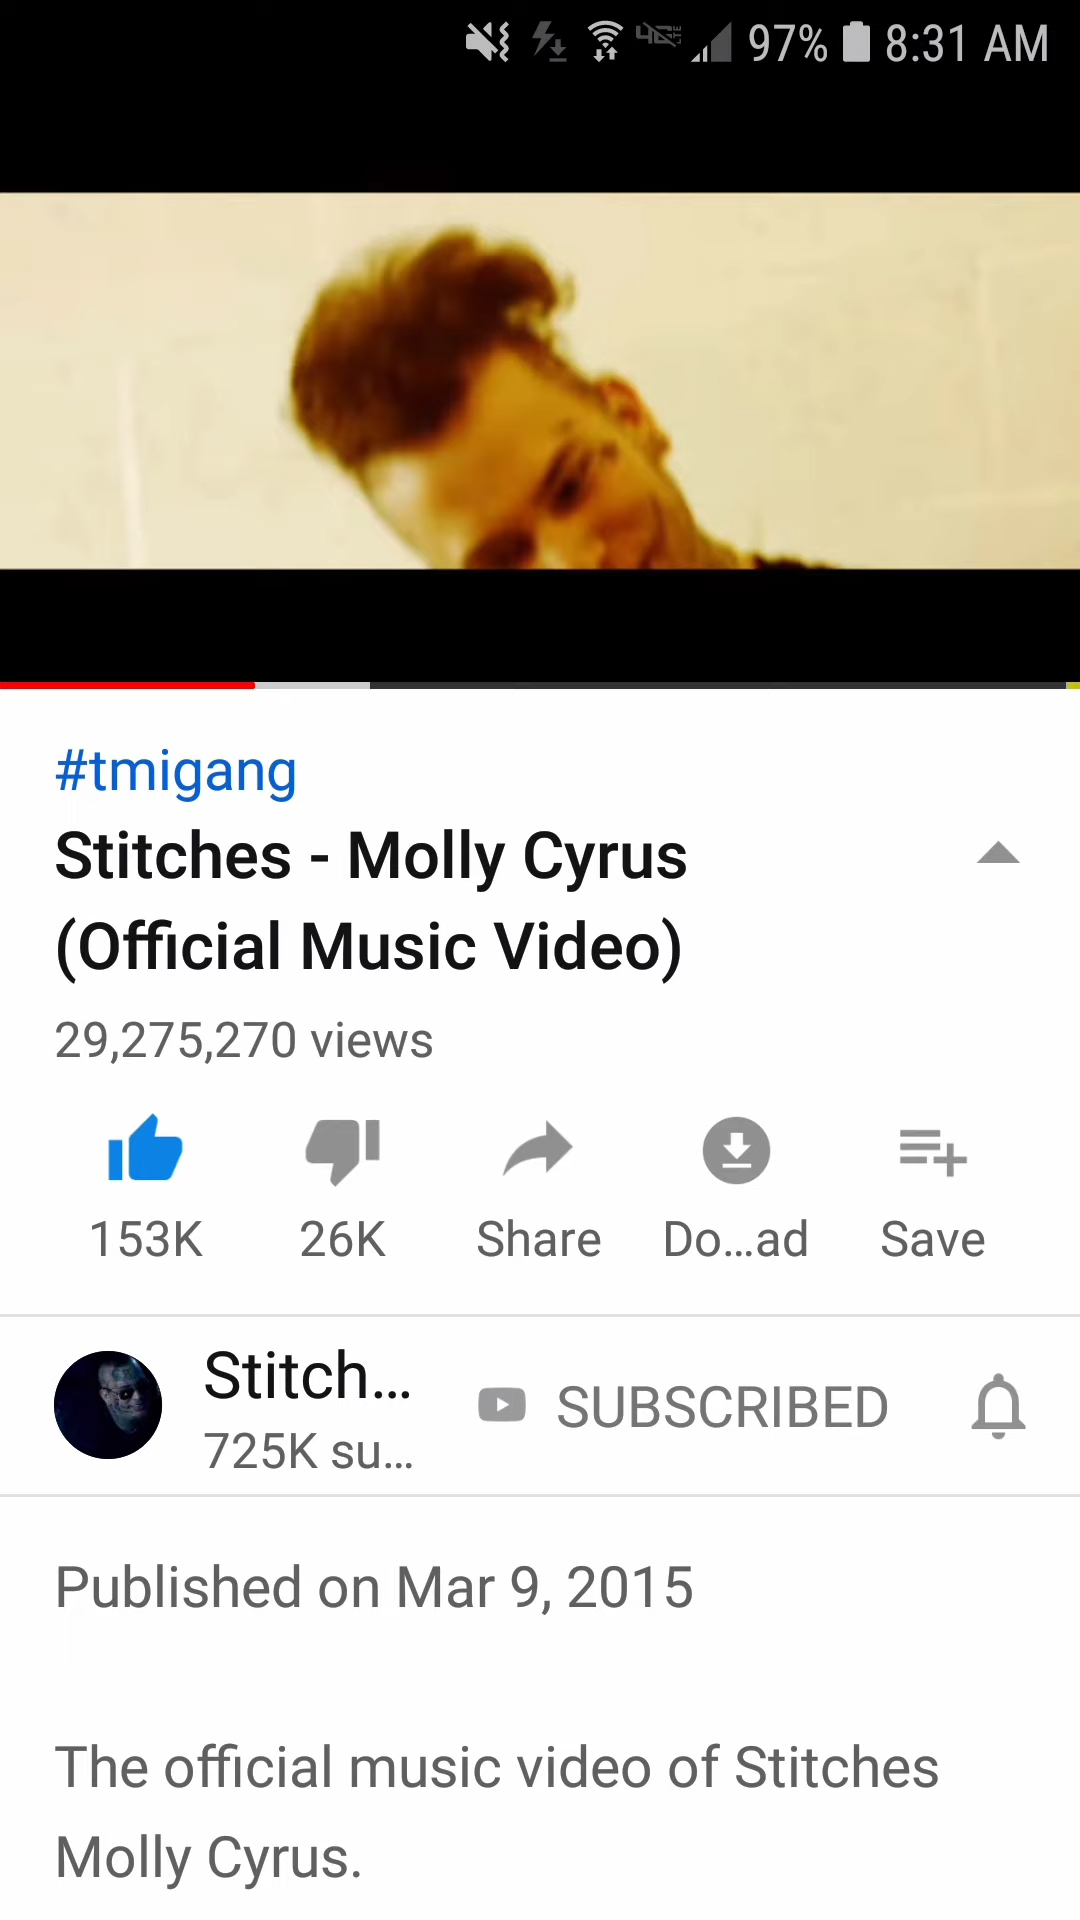 97% 8:31 AM
#tmigang
Stitches - Molly Cyrus
(Official Music Video)
29,275,270 views
153K 26K Share Do...ad Save
Stitch... SUBSCRIBED
725K su...
Published on Mar 9, 2015
The official music video of Stitches
Molly Cyrus.